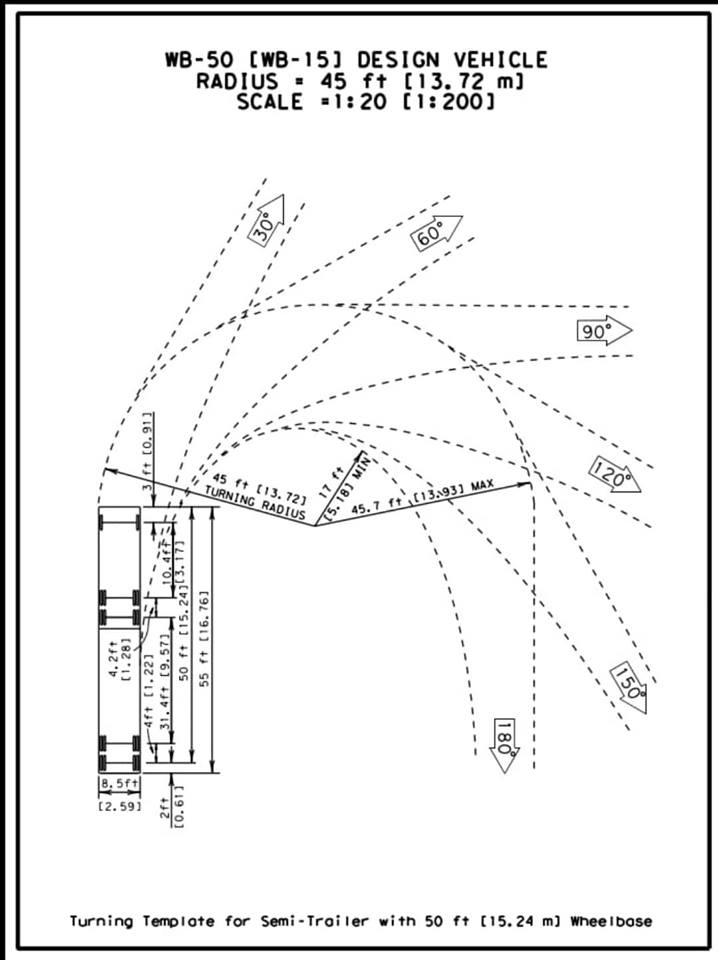 WB-50 [WB-15] DESIGN VEHICLE
RADIUS = 45 ft [13.72 m]
SCALE =1:20 [1:200]
30°
60°
90°
120°
150°
180°
3 ft [0.91]
45 ft [13.72]
TURNING RADIUS
17 ft
[5.18] MIN
45.7 ft [13.93] MAX
10.4ft
[3.17]
4.2ft
[1.28]
4ft [1.22]
31.4ft [9.57]
50 ft [15.24]
55 ft [16.76]
8.5ft
[2.59]
2ft
[0.61]
Turning Template for Semi-Trailer with 50 ft [15.24 m] Wheelbase